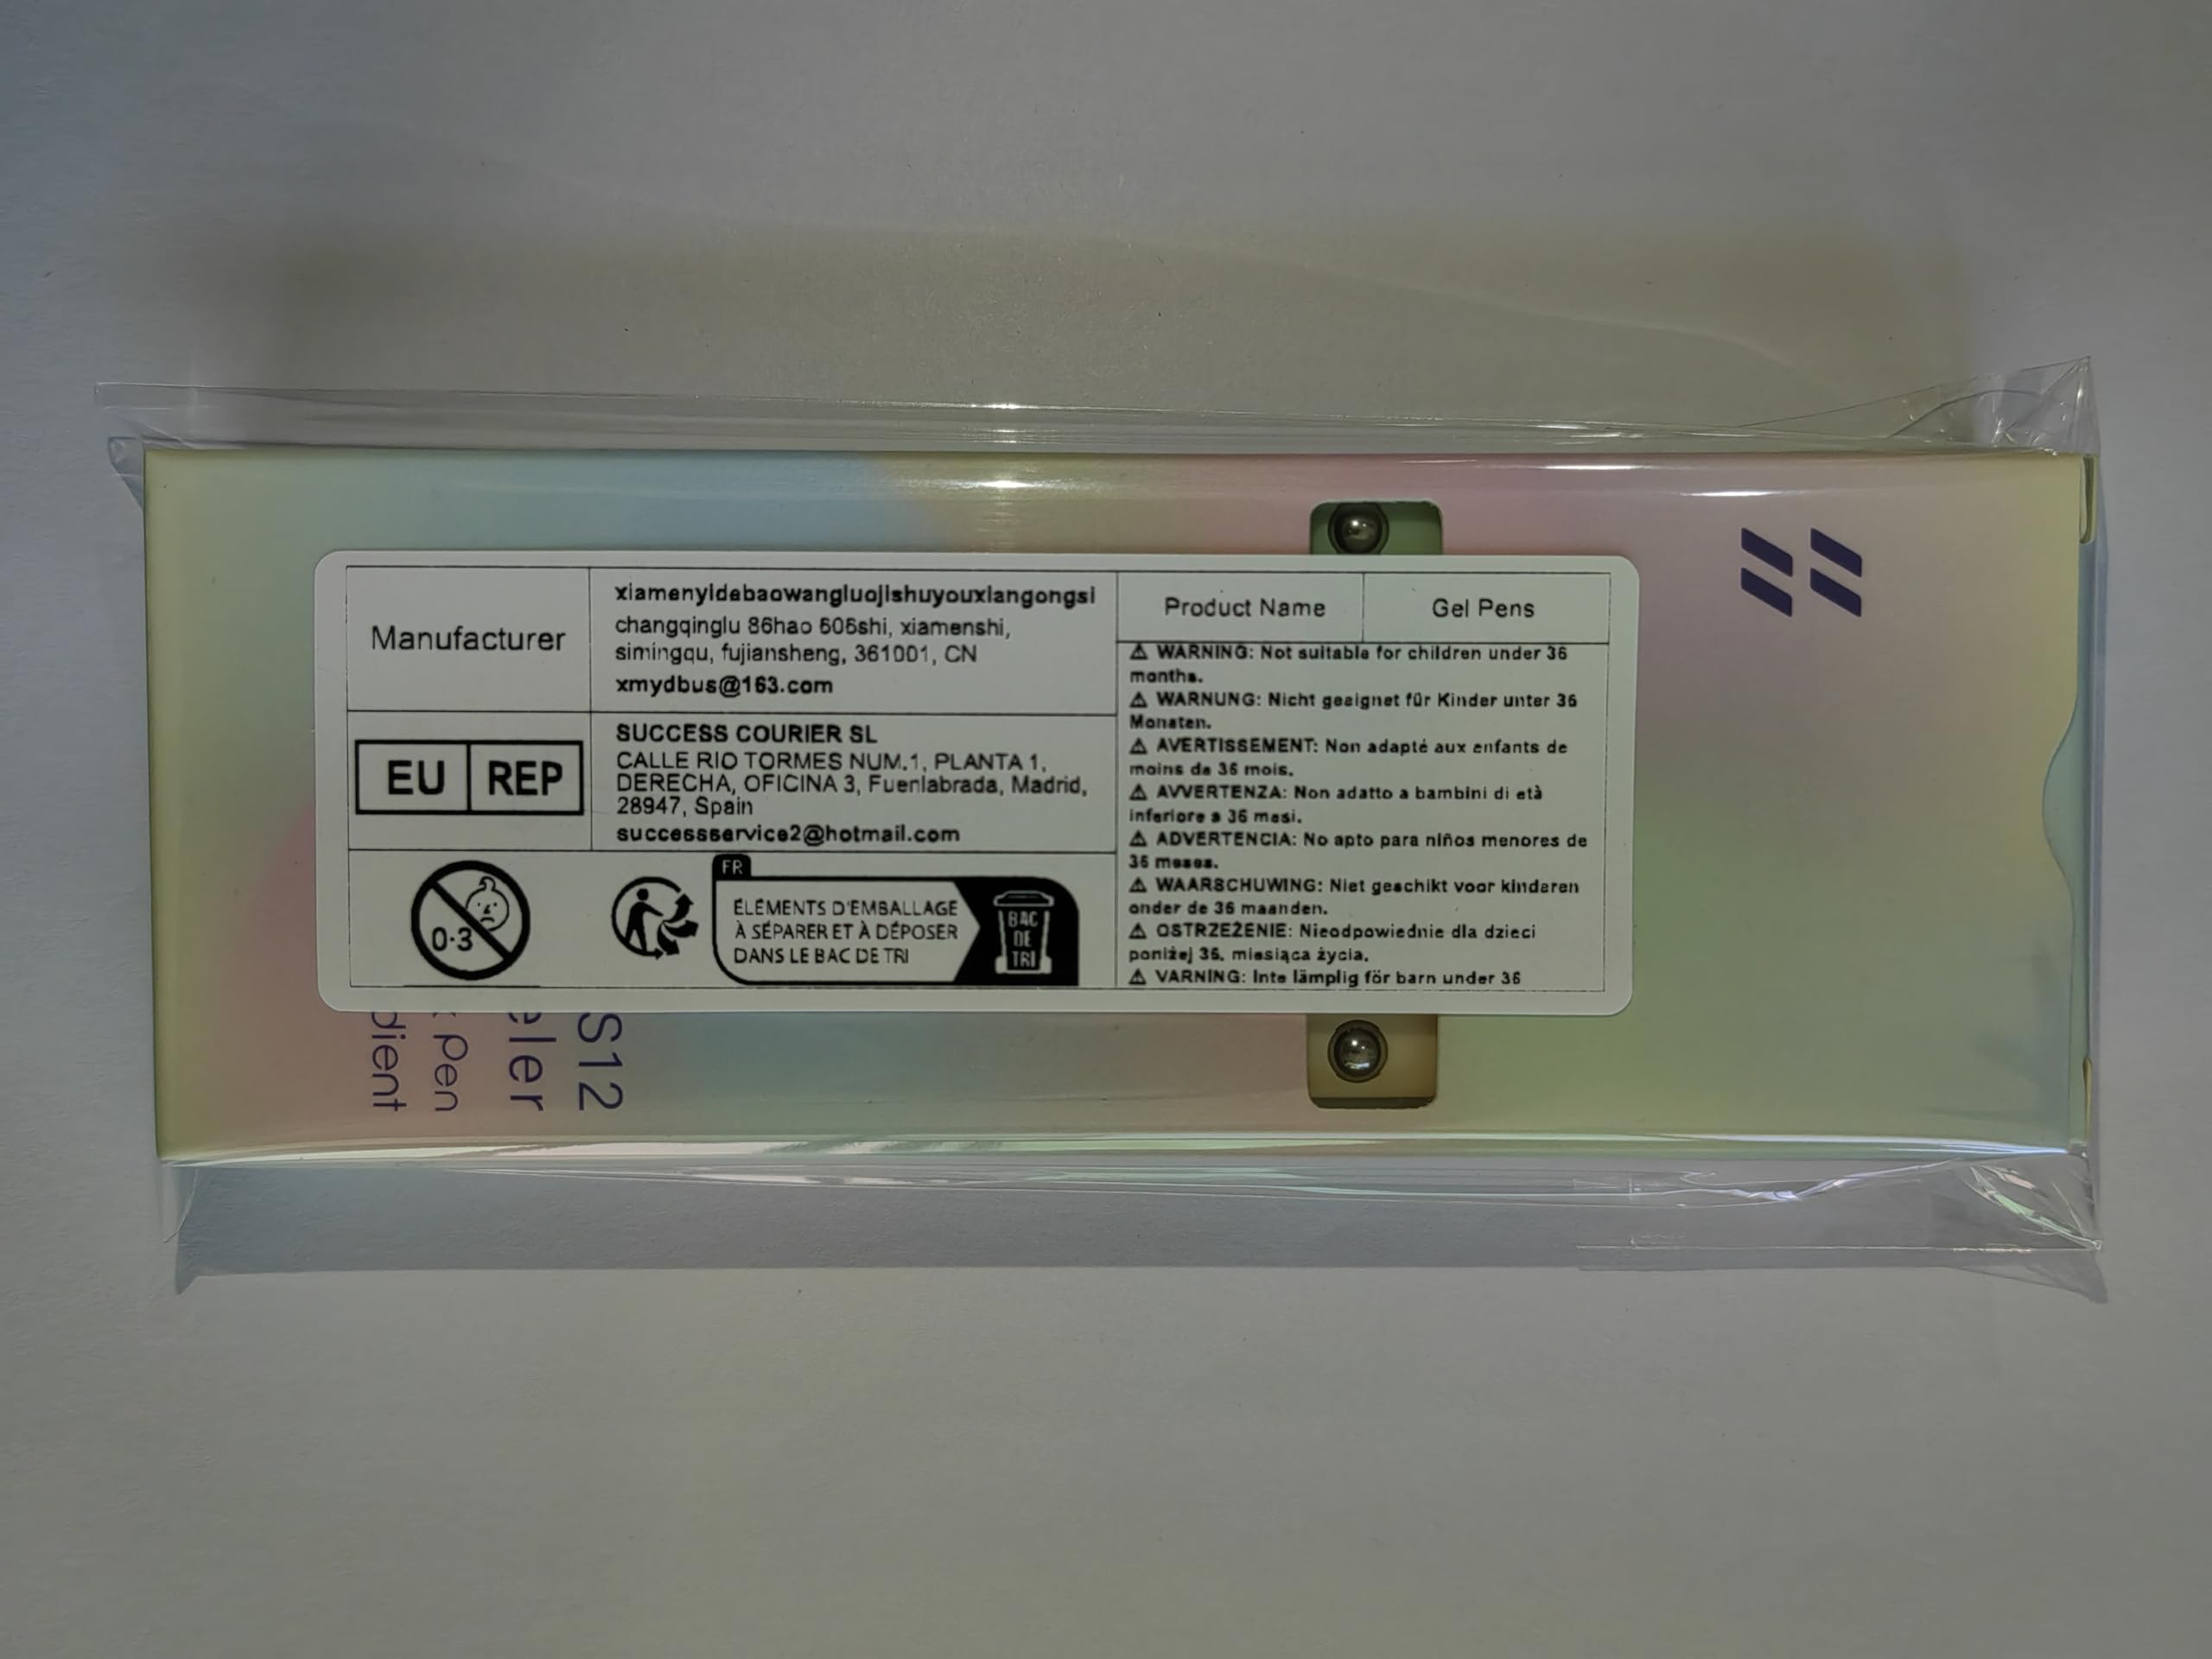 Manufacturer
xiamenyidebaowangluojishuyouxiangongsi
changqinglu 86hao 606shi, xiamenshi,
simingqu, fujiansheng, 361001, CN
xmydbus@163.com
EU REP
SUCCESS COURIER SL
CALLE RIO TORMES NUM.1, PLANTA 1,
DERECHA, OFICINA 3, Fuenlabrada, Madrid,
28947, Spain
successservice2@hotmail.com
0-3
FR
ÉLÉMENTS D'EMBALLAGE
À SÉPARER ET À DÉPOSER
DANS LE BAC DE TRI
BAC
DE
TRI
Product Name Gel Pens
⚠ WARNING: Not suitable for children under 36
months.
⚠ WARNUNG: Nicht geeignet für Kinder unter 36
Monaten.
⚠ AVERTISSEMENT: Non adapté aux enfants de
moins de 36 mois.
⚠ AVVERTENZA: Non adatto a bambini di età
inferiore a 36 mesi.
⚠ ADVERTENCIA: No apto para niños menores de
36 meses.
⚠ WAARSCHUWING: Niet geschikt voor kinderen
onder de 36 maanden.
⚠ OSTRZEŻENIE: Nieodpowiednie dla dzieci
poniżej 36. miesiąca życia.
⚠ VARNING: Inte lämplig för barn under 36
S12
eler
pen
dient